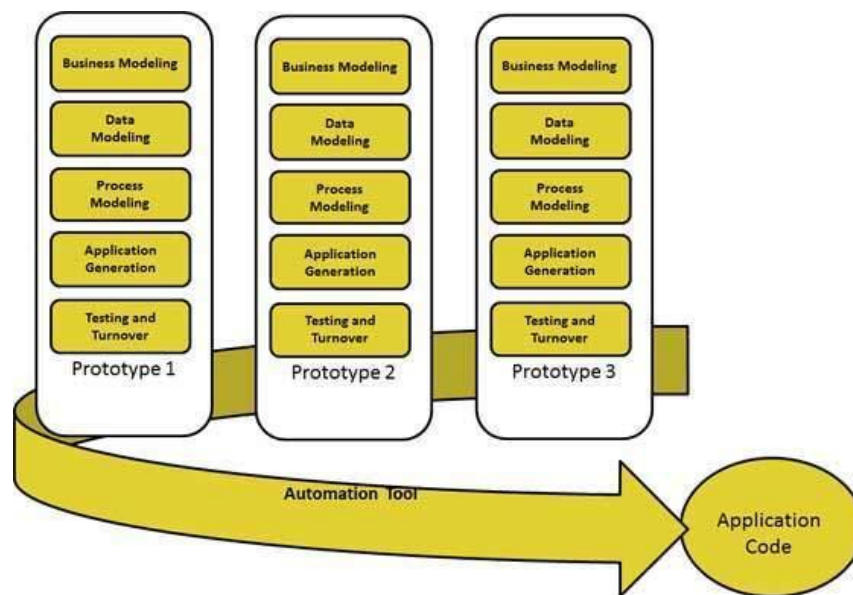 Business Modeling
Data
Modeling
Process
Modeling
Application
Generation
Testing and
Turnover
Prototype 1
Business Modeling
Data
Modeling
Process
Modeling
Application
Generation
Testing and
Turnover
Prototype 2
Business Modeling
Data
Modeling
Process
Modeling
Application
Generation
Testing and
Turnover
Prototype 3
Automation Tool
Application
Code